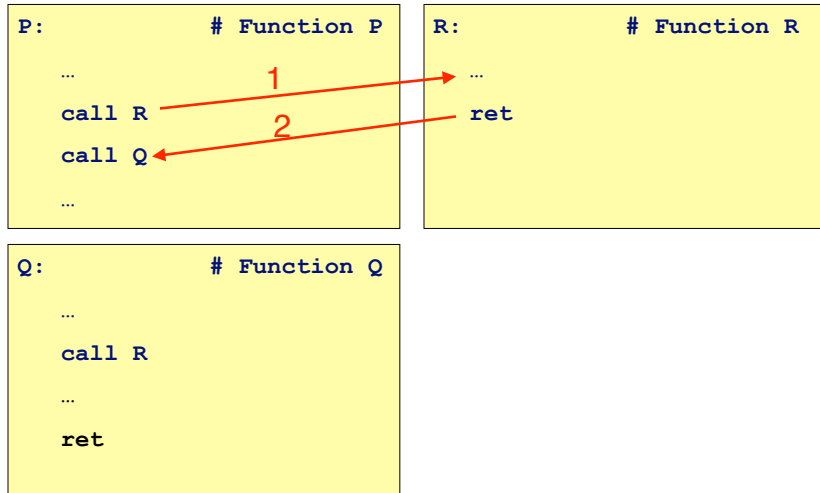 P: # Function P
…
call R
call Q
…
1
2
R: # Function R
…
ret
Q: # Function Q
…
call R
…
ret